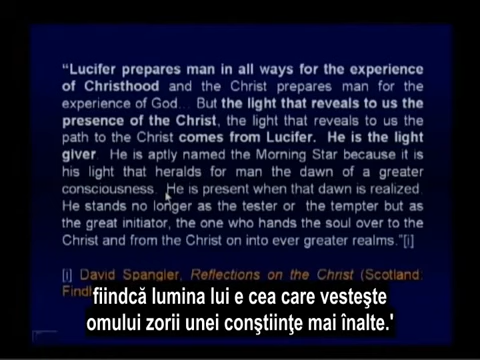 “Lucifer prepares man in all ways for the experience
of Christhood and the Christ prepares man for the
experience of God... But the light that reveals to us the
presence of the Christ, the light that reveals to us the
path to the Christ comes from Lucifer. He is the light
giver. He is aptly named the Morning Star because it is
his light that heralds for man the dawn of a greater
consciousness. He is present when that dawn is realized.
He stands no longer as the tester or the tempter but as
the great initiator, the one who hands the soul over to the
Christ and from the Christ on into ever greater realms.”[i]
[i] David Spangler, Reflections on the Christ (Scotland:
fiindcă lumina lui e cea care vesteşte
omului zorii unei conştiinţe mai înalte.'